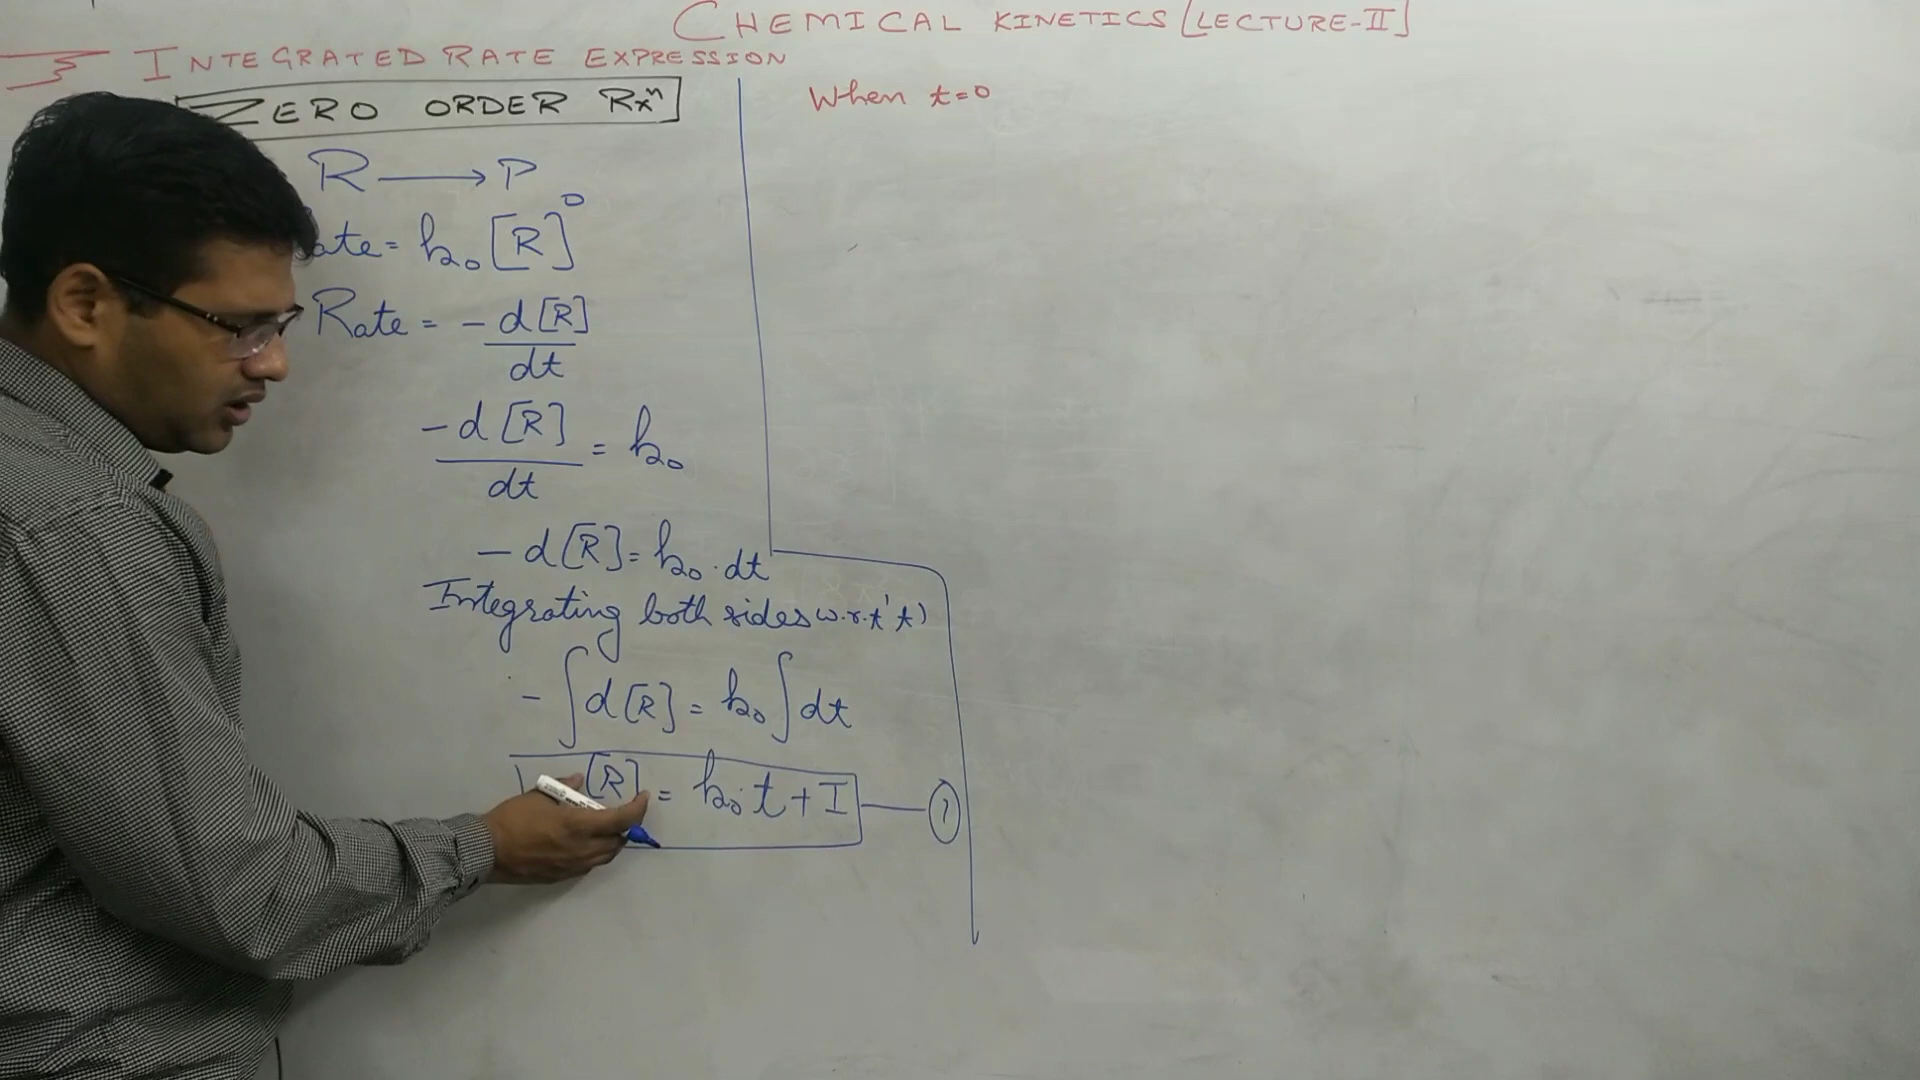 CHEMICAL KINETICS [LECTURE-II]
INTEGRATED RATE EXPRESSION
ZERO ORDER Rxⁿ
R ⟶ P
ate = k₀ [R]⁰
Rate = - d[R] / dt
- d[R] / dt = k₀
- d[R] = k₀ . dt
Integrating both sides w.r.t 't')
- ∫ d[R] = k₀ ∫ dt
[R] = k₀ . t + I — 1
When t=0